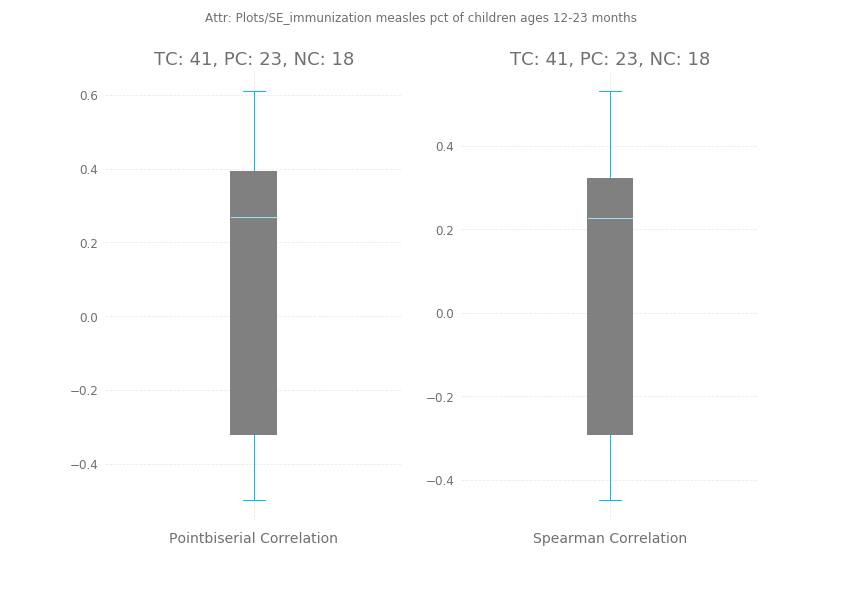 Attr: Plots/SE_immunization measles pct of children ages 12-23 months
TC: 41, PC: 23, NC: 18
0.6
0.4
0.2
0.0
−0.2
−0.4
Pointbiserial Correlation
TC: 41, PC: 23, NC: 18
0.4
0.2
0.0
−0.2
−0.4
Spearman Correlation